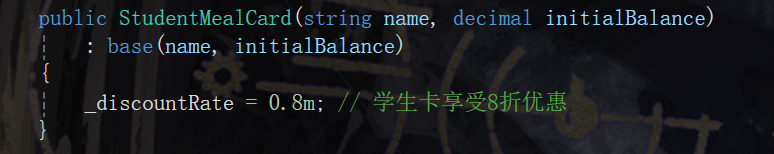 public StudentMealCard(string name, decimal initialBalance)
: base(name, initialBalance)
{
_discountRate = 0.8m; // 学生卡享受8折优惠
}